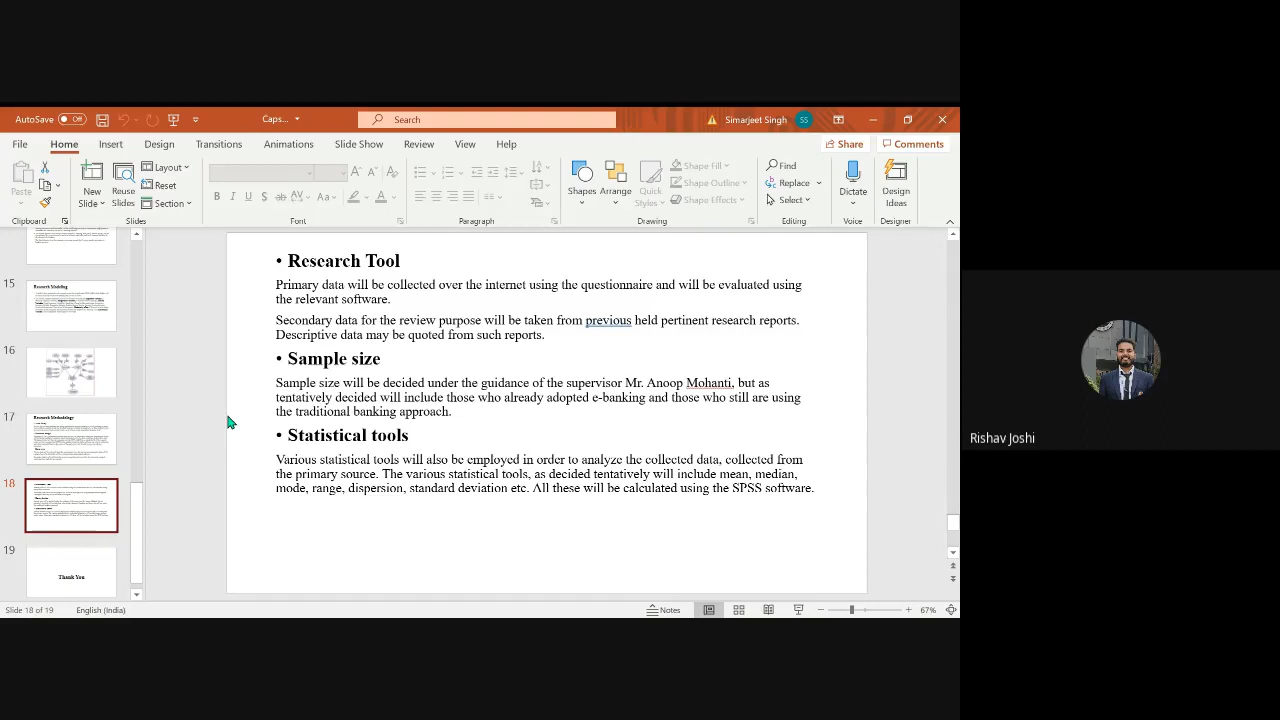 AutoSave Off Caps... Search Simarjeet Singh SS
File Home Insert Design Transitions Animations Slide Show Review View Help Share Comments
Paste New Slide Reuse Slides Layout Reset Section Shapes Arrange Quick Styles Shape Fill Shape Outline Shape Effects Find Replace Select Dictate Design Ideas
Clipboard Slides Font Paragraph Drawing Editing Voice Designer
15
Research Modeling
16
17
Research Methodology
18
19
Thank You
• Research Tool
Primary data will be collected over the internet using the questionnaire and will be evaluated using
the relevant software.
Secondary data for the review purpose will be taken from previous held pertinent research reports.
Descriptive data may be quoted from such reports.
• Sample size
Sample size will be decided under the guidance of the supervisor Mr. Anoop Mohanti, but as
tentatively decided will include those who already adopted e-banking and those who still are using
the traditional banking approach.
• Statistical tools
Various statistical tools will also be employed in order to analyze the collected data, collected from
the primary source. The various statistical tools, as decided tentatively will include mean, median,
mode, range, dispersion, standard deviation etc. All these will be calculated using the SPSS software.
Slide 18 of 19 English (India) Notes 67%
Rishav Joshi